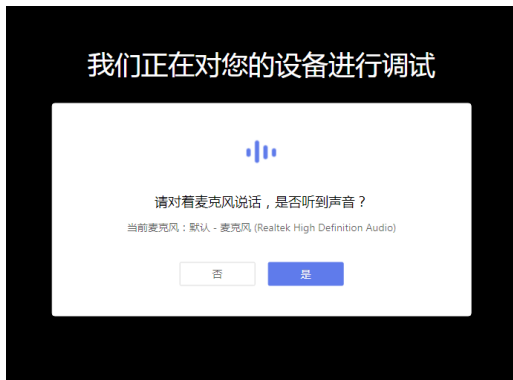 我们正在对您的设备进行调试
请对着麦克风说话，是否听到声音？
当前麦克风：默认 - 麦克风 (Realtek High Definition Audio)
否
是